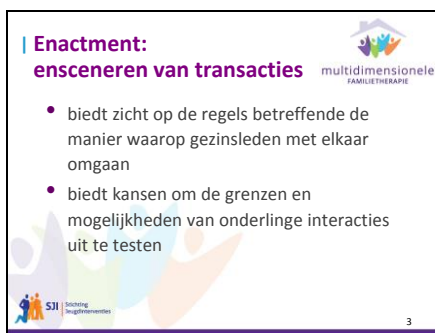 Enactment:
ensceneren van transacties
multidimensionele
FAMILIETHERAPIE
• biedt zicht op de regels betreffende de
manier waarop gezinsleden met elkaar
omgaan
• biedt kansen om de grenzen en
mogelijkheden van onderlinge interacties
uit te testen
SJI | Stichting
Jeugdinterventies
3